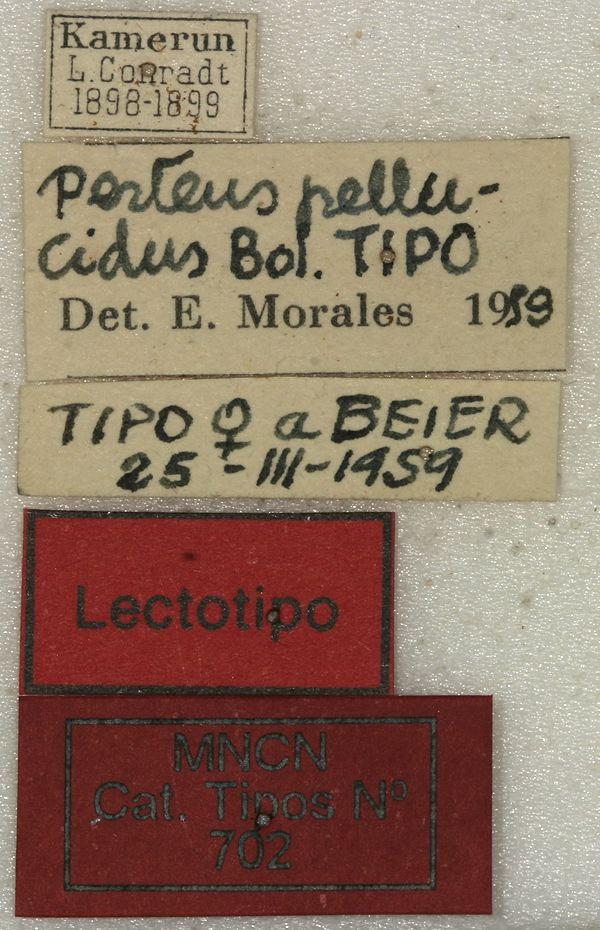 Kamerun
L. Conradt
1898-1899
Porteus pellu-
cidus Bol. TIPO
Det. E. Morales 1959
TIPO ♀ a BEIER
25-III-1959
Lectotipo
MNCN
Cat. Tipos Nº
702